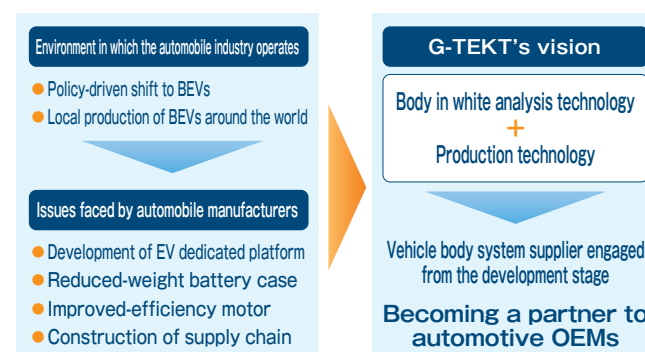 Environment in which the automobile industry operates
● Policy-driven shift to BEVs
● Local production of BEVs around the world
Issues faced by automobile manufacturers
● Development of EV dedicated platform
● Reduced-weight battery case
● Improved-efficiency motor
● Construction of supply chain
G-TEKT's vision
Body in white analysis technology
+
Production technology
Vehicle body system supplier engaged
from the development stage
Becoming a partner to
automotive OEMs